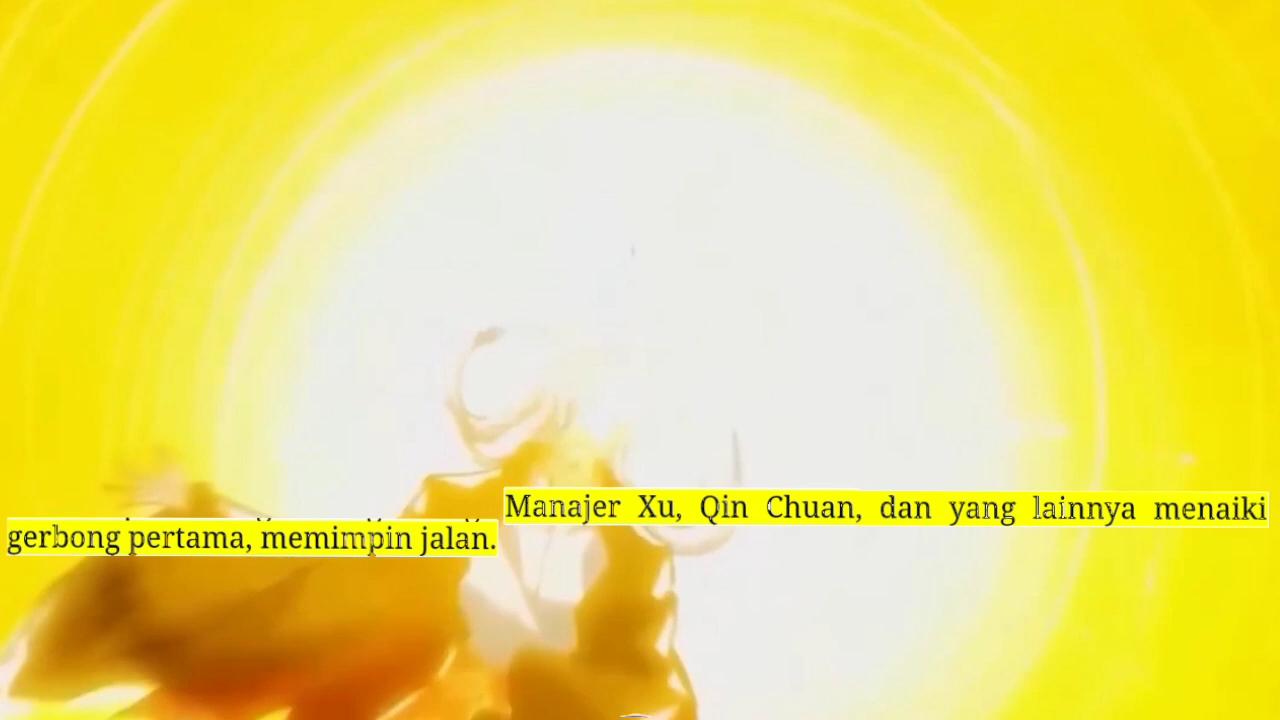 Manajer Xu, Qin Chuan, dan yang lainnya menaiki
gerbong pertama, memimpin jalan.